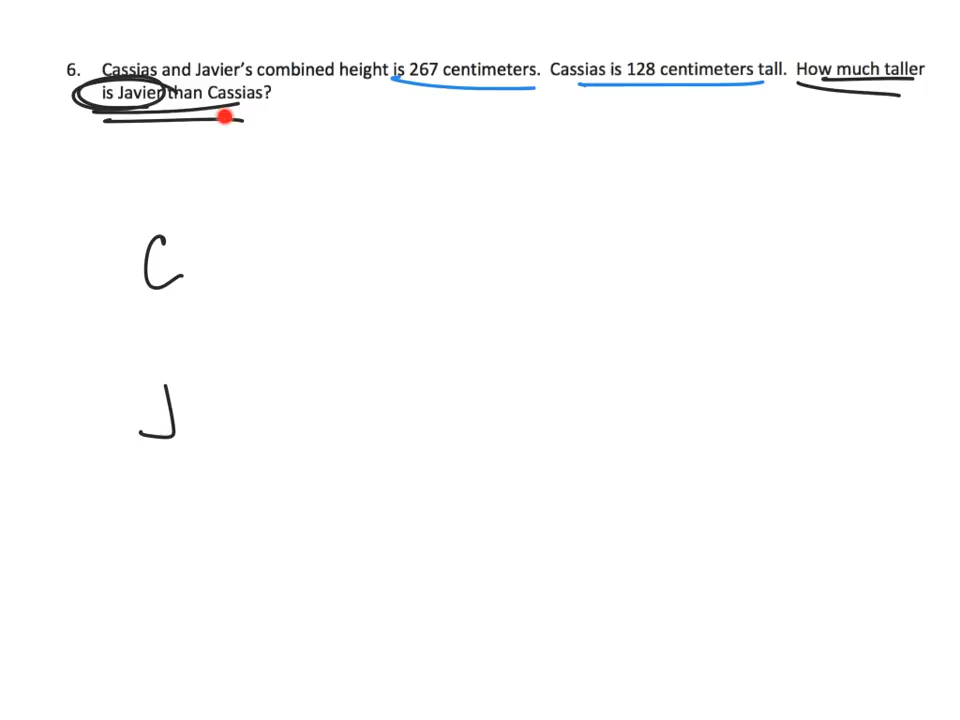 6. Cassias and Javier's combined height is 267 centimeters. Cassias is 128 centimeters tall. How much taller
is Javier than Cassias?
C
J